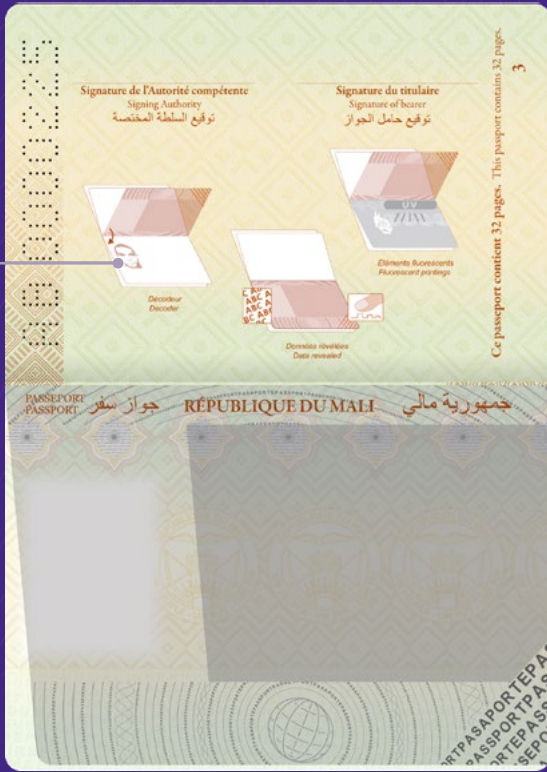 Signature de l'Autorité compétente
Signing Authority
توقيع السلطة المختصة
Signature du titulaire
Signature of bearer
توقيع حامل الجواز
Décodeur
Decoder
UV
Éléments fluorescents
Fluorescent printings
Données révélées
Data revealed
Ce passeport contient 32 pages. This passport contains 32 pages.
3
PASSEPORT
PASSPORT
جواز سفر
RÉPUBLIQUE DU MALI
جمهورية مالي